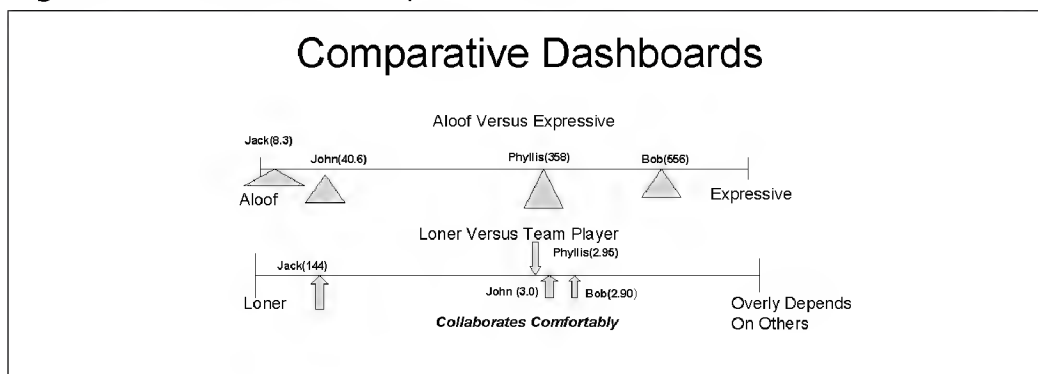 Comparative Dashboards
Aloof Versus Expressive
Jack(8.3)
John(40.6)
Phyllis(358)
Bob(556)
Aloof
Expressive
Loner Versus Team Player
Phyllis(2.95)
Jack(144)
John (3.0)
Bob(2.90)
Loner
Overly Depends
On Others
Collaborates Comfortably